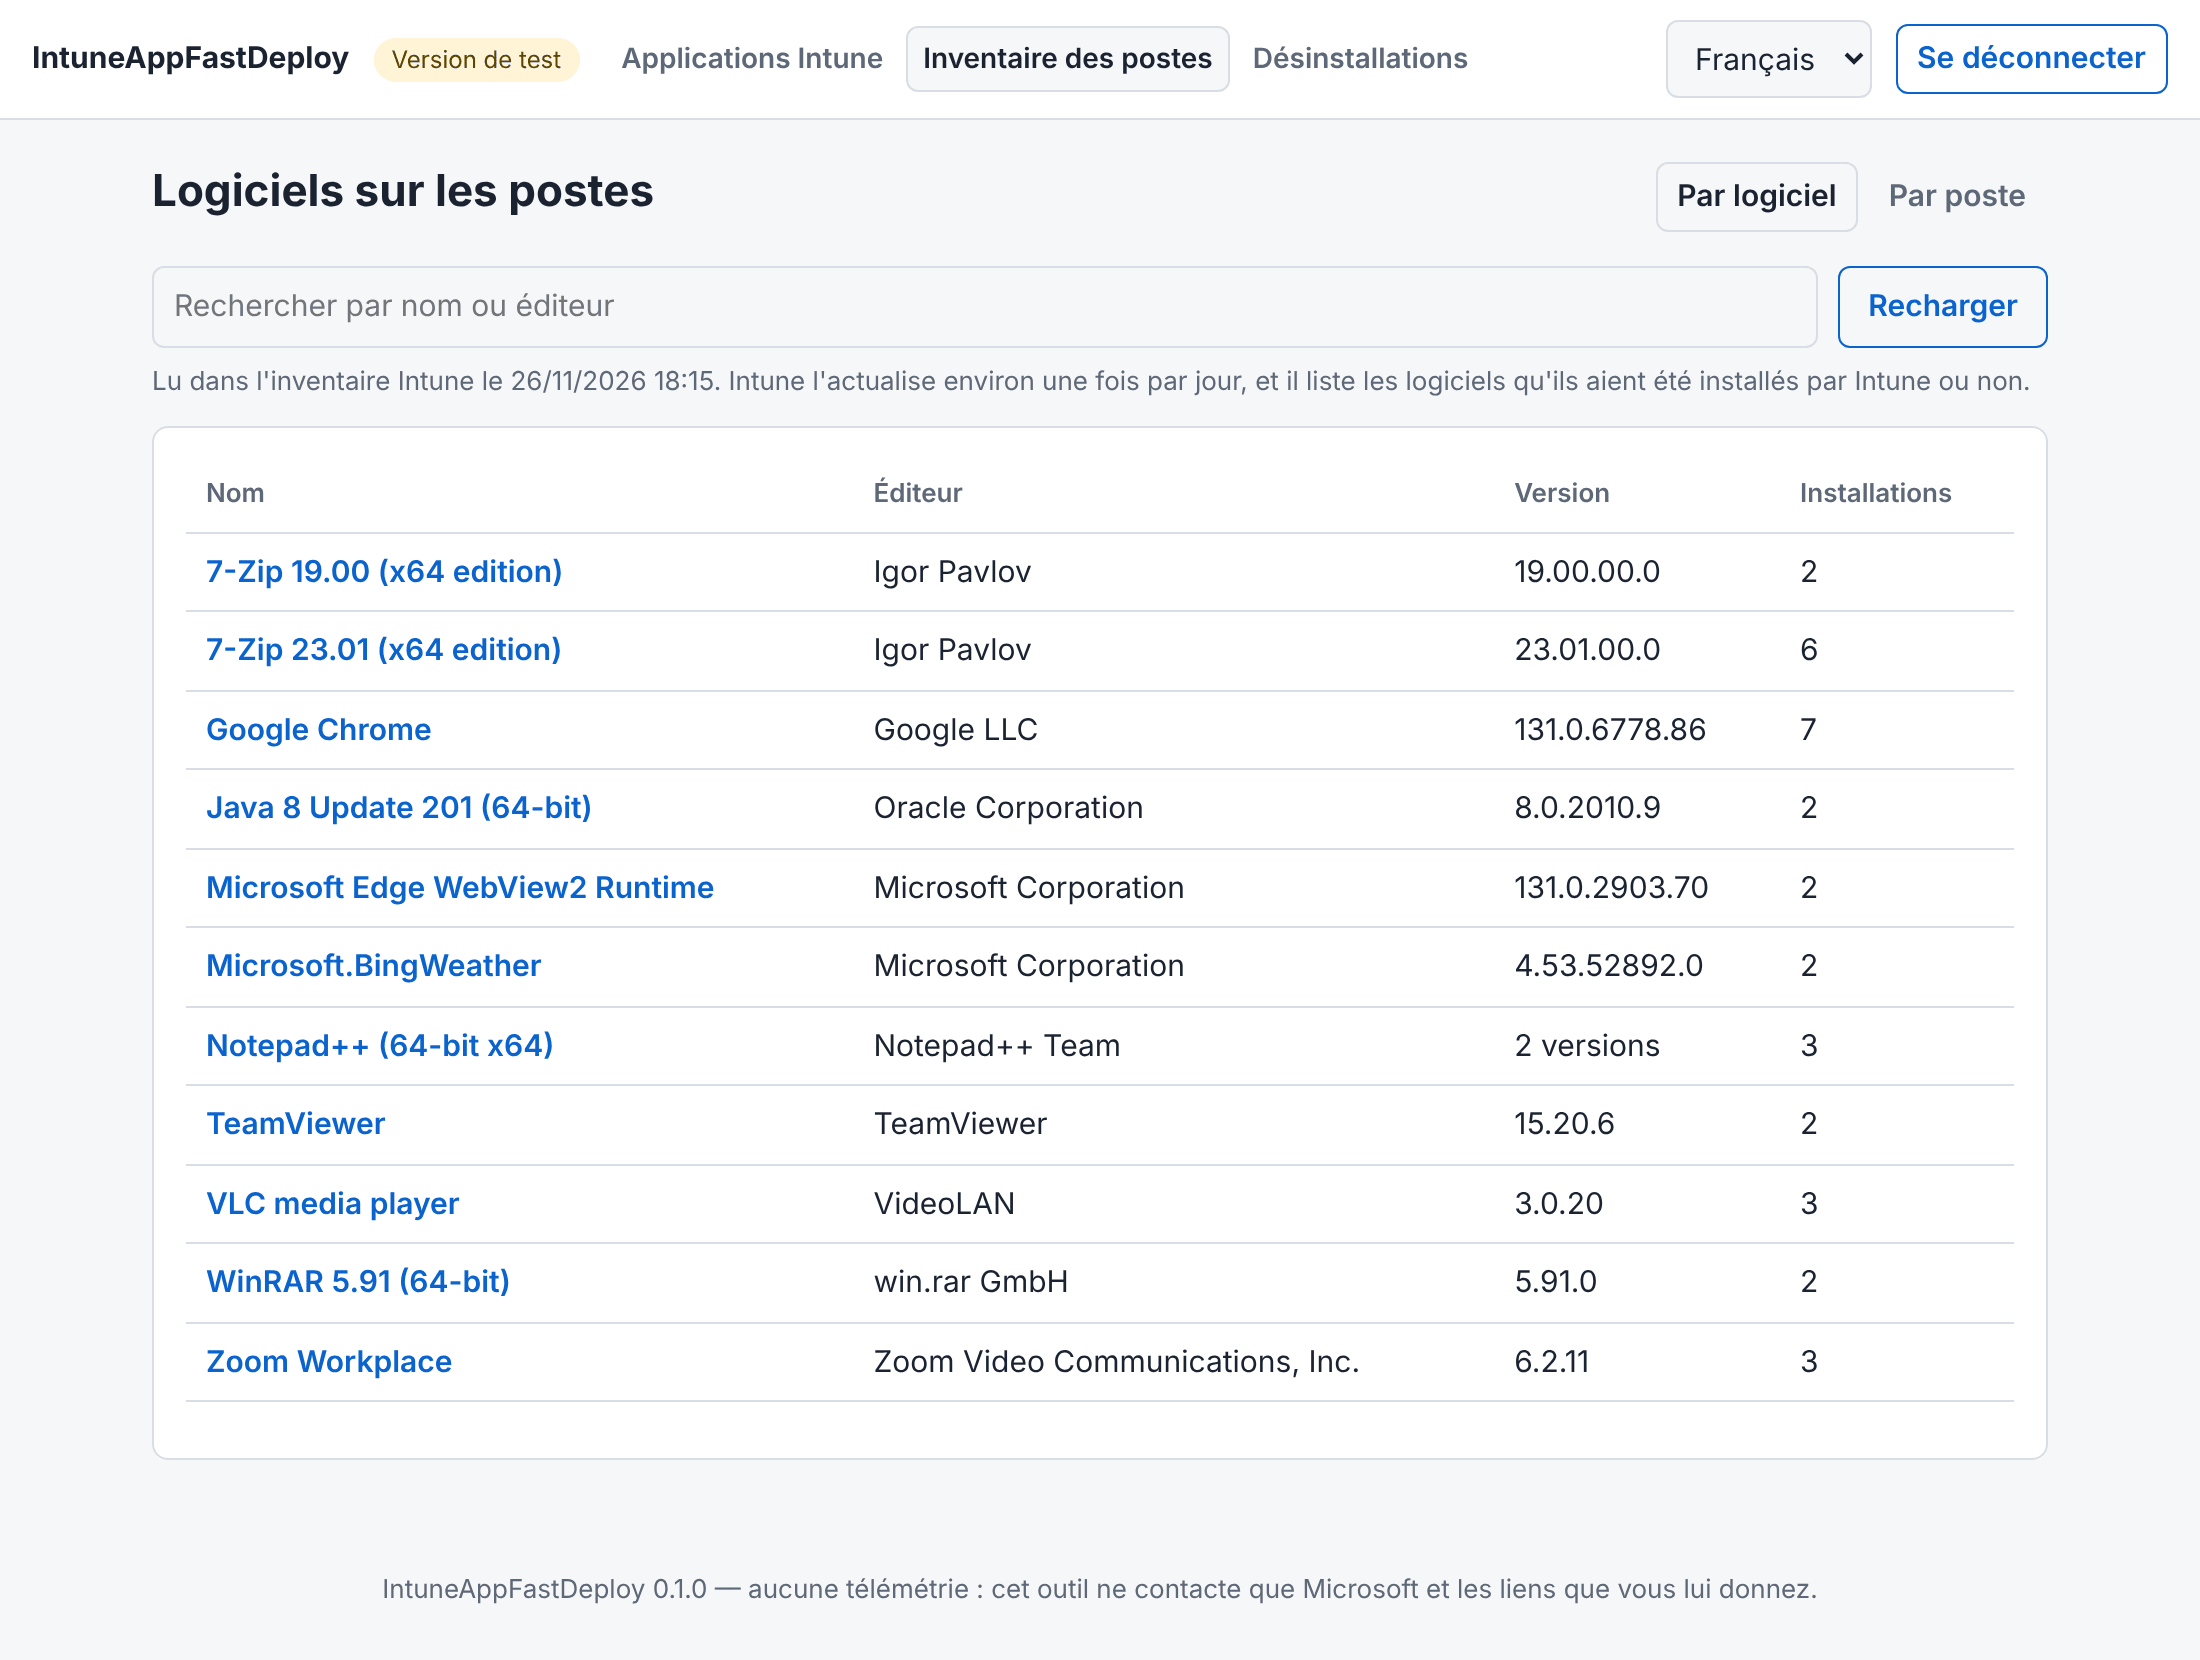 IntuneAppFastDeploy Version de test Applications Intune Inventaire des postes Désinstallations Français Se déconnecter
Logiciels sur les postes Par logiciel Par poste
Rechercher par nom ou éditeur Recharger
Lu dans l'inventaire Intune le 26/11/2026 18:15. Intune l'actualise environ une fois par jour, et il liste les logiciels qu'ils aient été installés par Intune ou non.
Nom Éditeur Version Installations
7-Zip 19.00 (x64 edition) Igor Pavlov 19.00.00.0 2
7-Zip 23.01 (x64 edition) Igor Pavlov 23.01.00.0 6
Google Chrome Google LLC 131.0.6778.86 7
Java 8 Update 201 (64-bit) Oracle Corporation 8.0.2010.9 2
Microsoft Edge WebView2 Runtime Microsoft Corporation 131.0.2903.70 2
Microsoft.BingWeather Microsoft Corporation 4.53.52892.0 2
Notepad++ (64-bit x64) Notepad++ Team 2 versions 3
TeamViewer TeamViewer 15.20.6 2
VLC media player VideoLAN 3.0.20 3
WinRAR 5.91 (64-bit) win.rar GmbH 5.91.0 2
Zoom Workplace Zoom Video Communications, Inc. 6.2.11 3
IntuneAppFastDeploy 0.1.0 — aucune télémétrie : cet outil ne contacte que Microsoft et les liens que vous lui donnez.